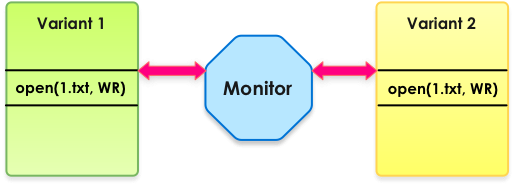 Variant 1
open(1.txt, WR)
Monitor
Variant 2
open(1.txt, WR)